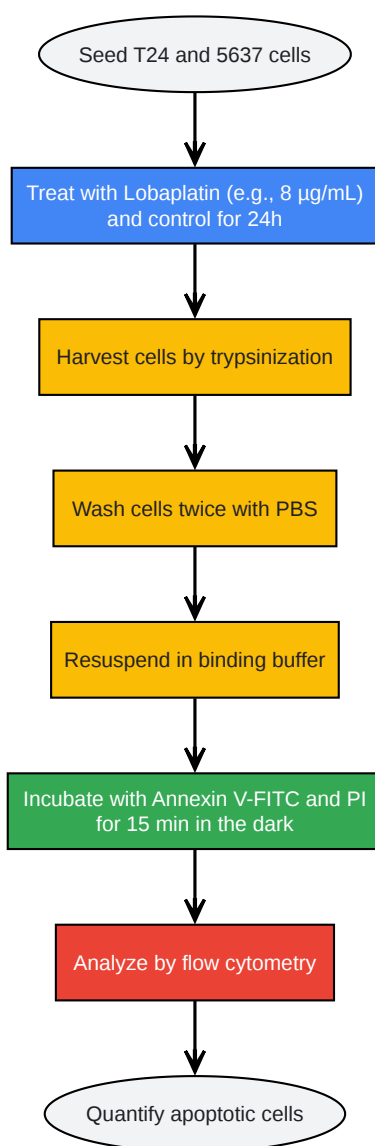 Seed T24 and 5637 cells
Treat with Lobaplatin (e.g., 8 µg/mL)
and control for 24h
Harvest cells by trypsinization
Wash cells twice with PBS
Resuspend in binding buffer
Incubate with Annexin V-FITC and PI
for 15 min in the dark
Analyze by flow cytometry
Quantify apoptotic cells